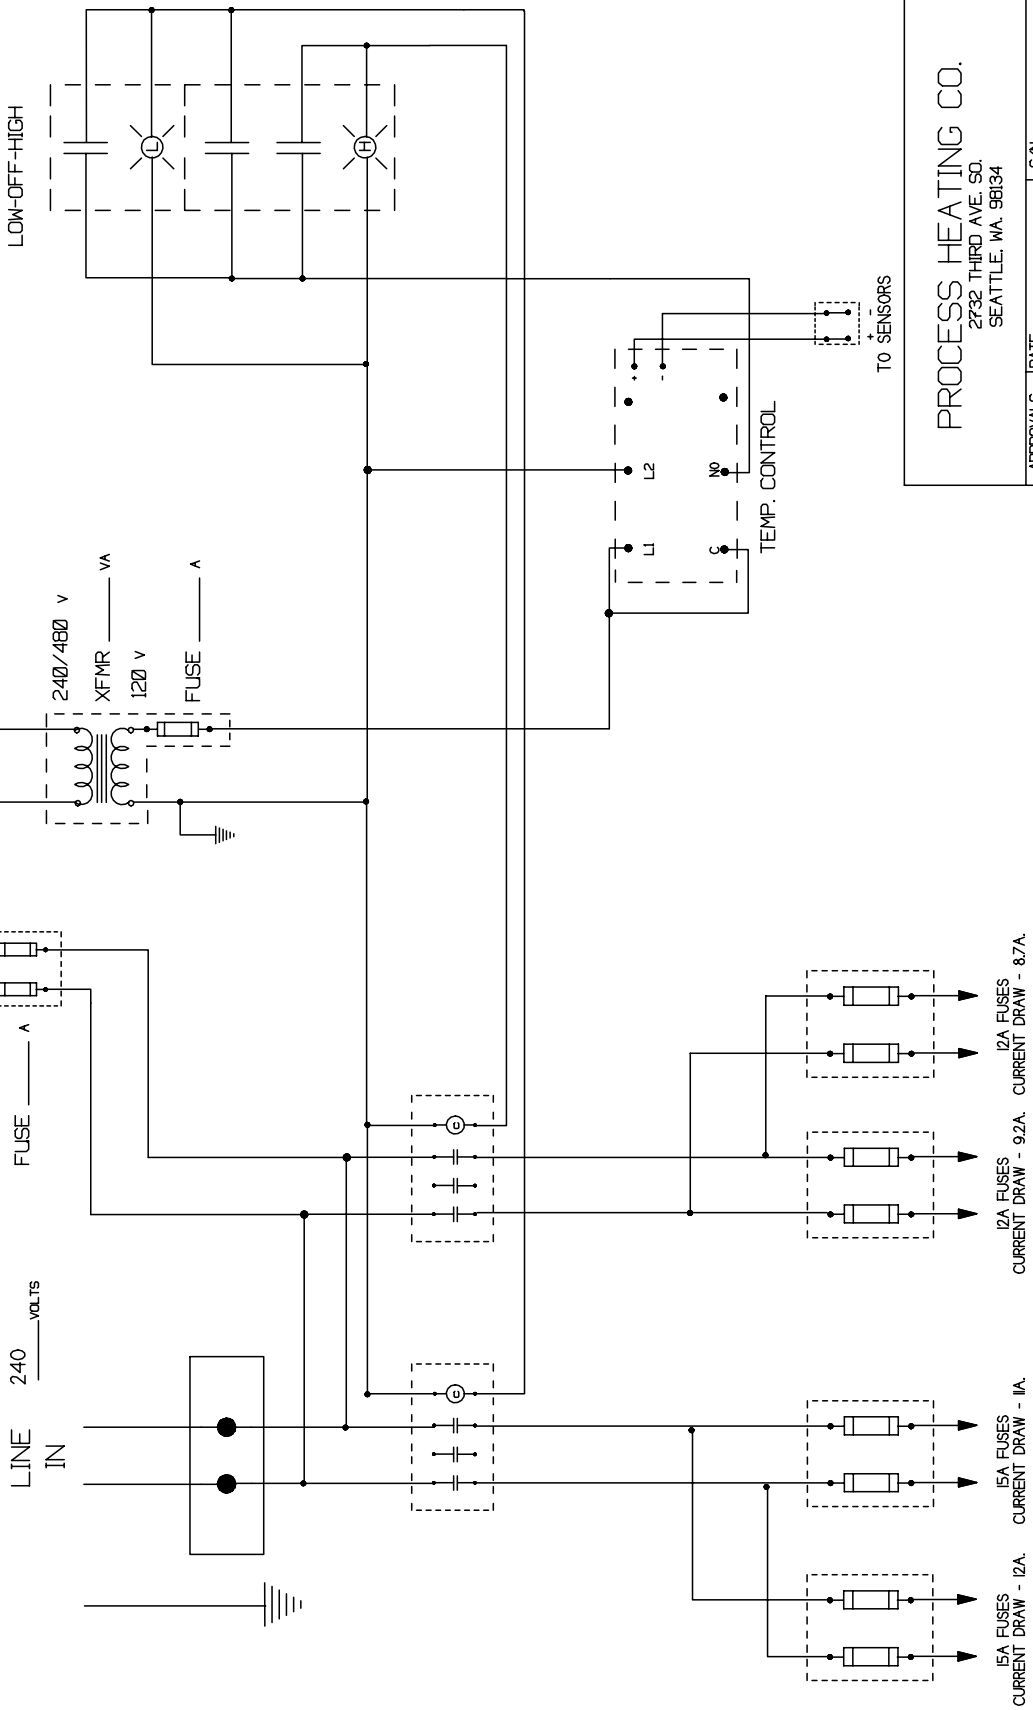 LINE
IN
240
VOLTS
FUSE
A
240/480 V
XFMR
VA
120 V
FUSE
A
LOW-OFF-HIGH
L
H
C
C
L1
L2
C
NO
+
-
TEMP. CONTROL
+ -
TO SENSORS
15A FUSES
CURRENT DRAW - 12A.
15A FUSES
CURRENT DRAW - 11A.
12A FUSES
CURRENT DRAW - 9.2A.
12A FUSES
CURRENT DRAW - 8.7A.
PROCESS HEATING CO.
2732 THIRD AVE. SO.
SEATTLE, WA. 98134